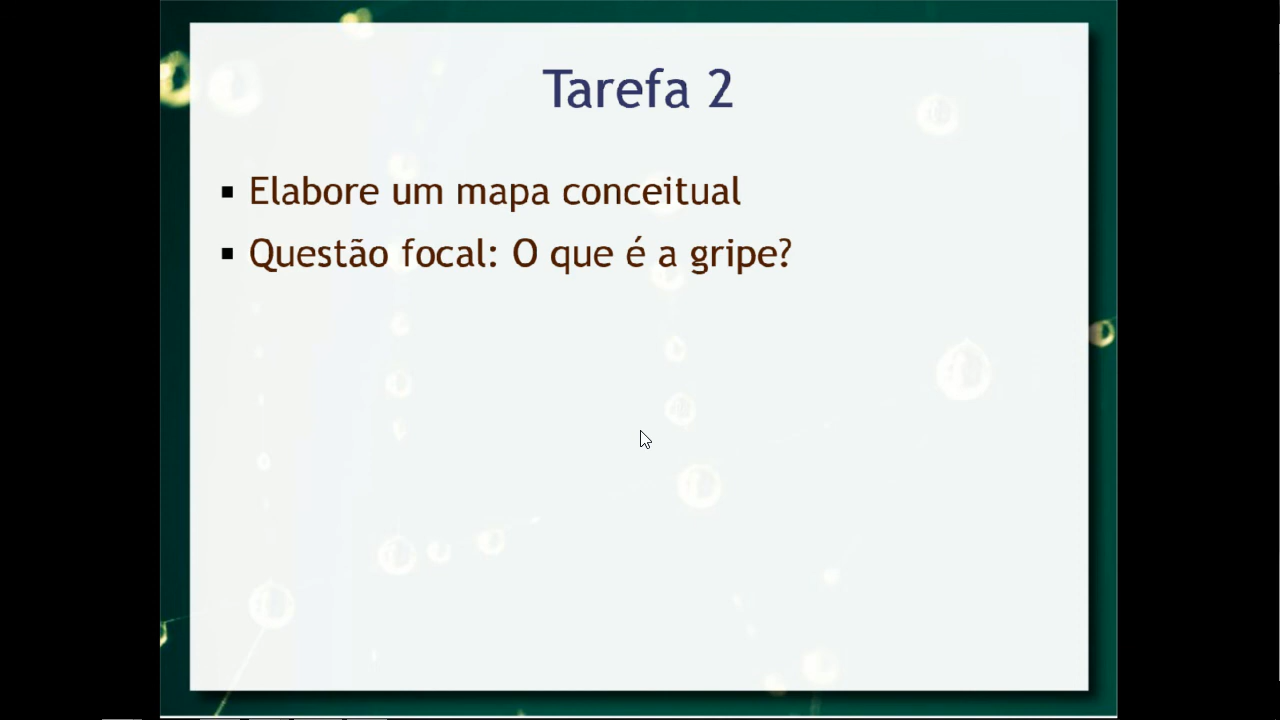 Tarefa 2
▪ Elabore um mapa conceitual
▪ Questão focal: O que é a gripe?